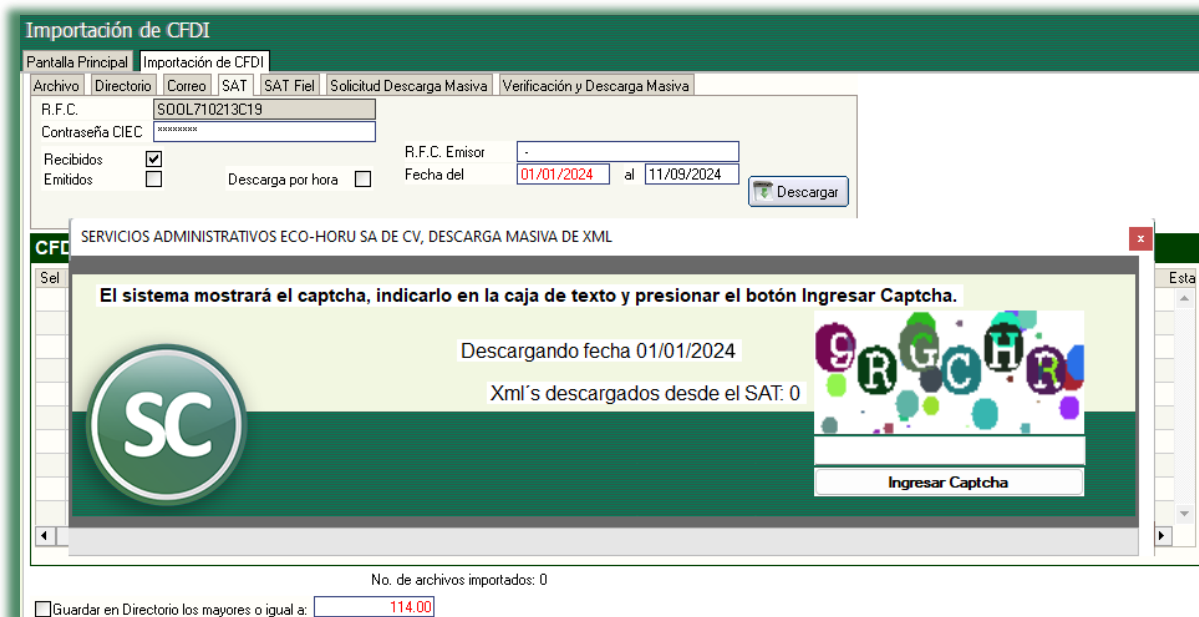 Importación de CFDI
Pantalla Principal Importación de CFDI
Archivo Directorio Correo SAT SAT Fiel Solicitud Descarga Masiva Verificación y Descarga Masiva
R.F.C. SOOL710213C19
Contraseña CIEC ********
Recibidos R.F.C. Emisor -
Emitidos Descarga por hora Fecha del 01/01/2024 al 11/09/2024
Descargar
SERVICIOS ADMINISTRATIVOS ECO-HORU SA DE CV, DESCARGA MASIVA DE XML x
CFD
Sel Esta
El sistema mostrará el captcha, indicarlo en la caja de texto y presionar el botón Ingresar Captcha.
Descargando fecha 01/01/2024
Xml´s descargados desde el SAT: 0
SC
Ingresar Captcha
No. de archivos importados: 0
Guardar en Directorio los mayores o igual a: 114.00